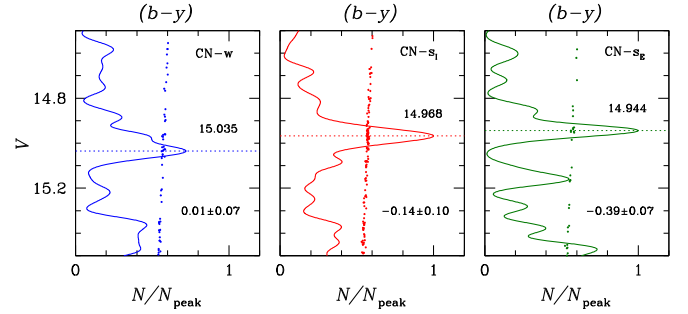 (b−y) (b−y) (b−y)
CN−w CN−s_I CN−s_E
14.8
15.035 14.968 14.944
V
15.2
0.01±0.07 −0.14±0.10 −0.39±0.07
0 1 0 1 0 1
N/N_peak N/N_peak N/N_peak